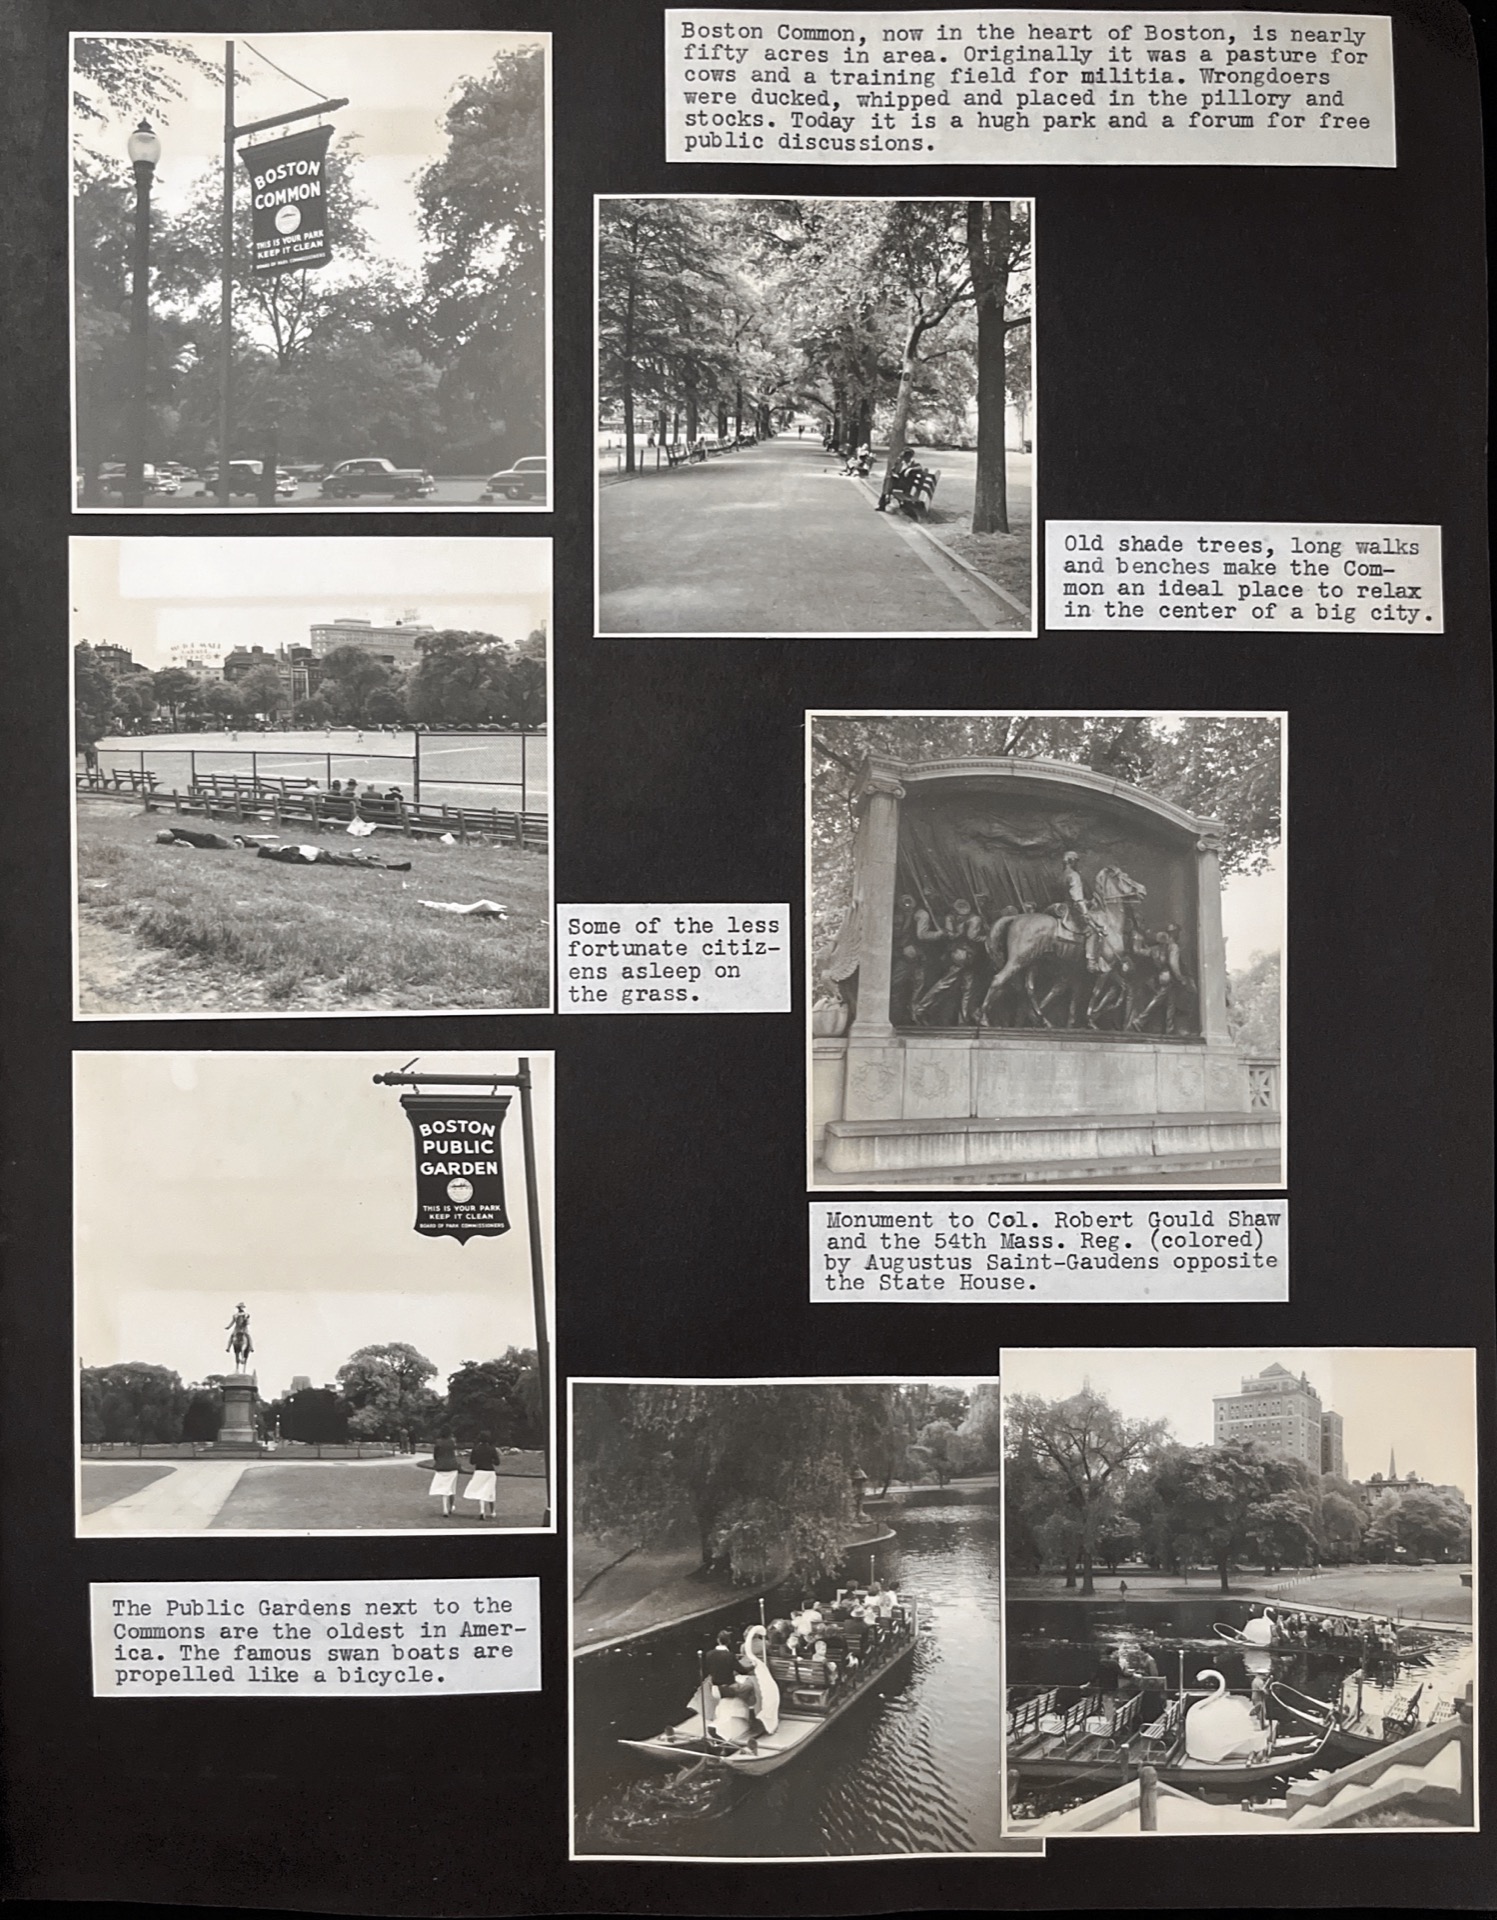 Boston Common, now in the heart of Boston, is nearly
fifty acres in area. Originally it was a pasture for
cows and a training field for militia. Wrongdoers
were ducked, whipped and placed in the pillory and
stocks. Today it is a hugh park and a forum for free
public discussions.
BOSTON
COMMON
THIS IS YOUR PARK
KEEP IT CLEAN
BOARD OF PARK COMMISSIONERS
Old shade trees, long walks
and benches make the Com-
mon an ideal place to relax
in the center of a big city.
Some of the less
fortunate citiz-
ens asleep on
the grass.
Monument to Col. Robert Gould Shaw
and the 54th Mass. Reg. (colored)
by Augustus Saint-Gaudens opposite
the State House.
BOSTON
PUBLIC
GARDEN
THIS IS YOUR PARK
KEEP IT CLEAN
BOARD OF PARK COMMISSIONERS
The Public Gardens next to the
Commons are the oldest in Amer-
ica. The famous swan boats are
propelled like a bicycle.